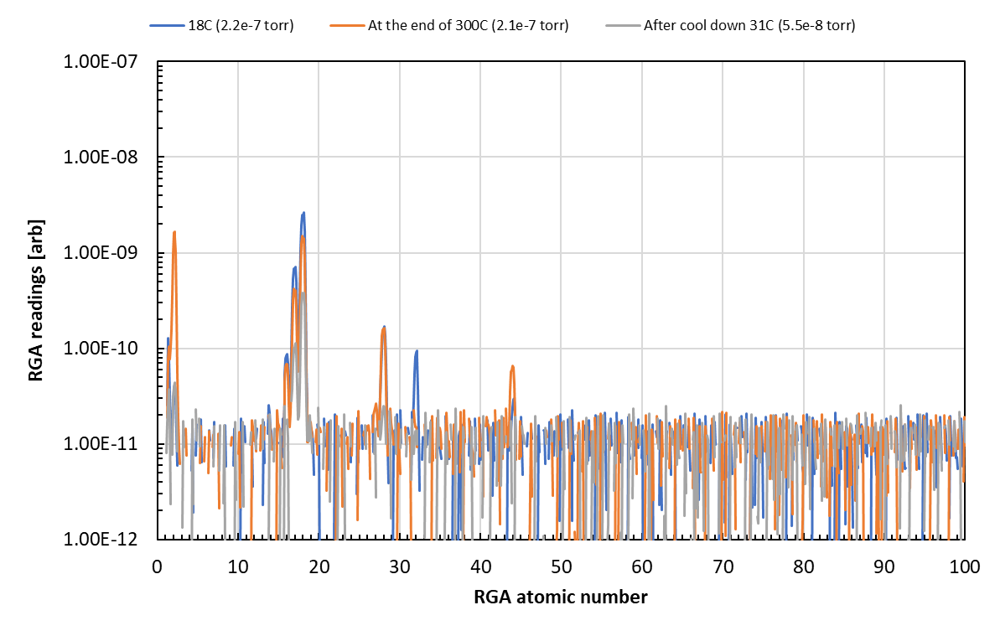 18C (2.2e-7 torr) At the end of 300C (2.1e-7 torr) After cool down 31C (5.5e-8 torr)
1.00E-07
1.00E-08
1.00E-09
1.00E-10
1.00E-11
1.00E-12
RGA readings [arb]
0 10 20 30 40 50 60 70 80 90 100
RGA atomic number